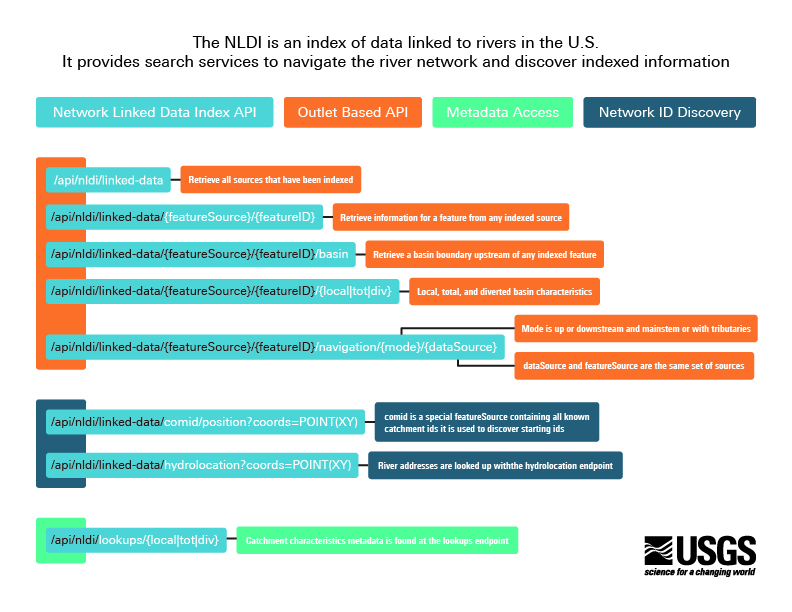 The NLDI is an index of data linked to rivers in the U.S.
It provides search services to navigate the river network and discover indexed information
Network Linked Data Index API
Outlet Based API
Metadata Access
Network ID Discovery
/api/nldi/linked-data
Retrieve all sources that have been indexed
/api/nldi/linked-data/{featureSource}/{featureID}
Retrieve information for a feature from any indexed source
/api/nldi/linked-data/{featureSource}/{featureID}/basin
Retrieve a basin boundary upstream of any indexed feature
/api/nldi/linked-data/{featureSource}/{featureID}/{local|tot|div}
Local, total, and diverted basin characteristics
Mode is up or downstream and mainstem or with tributaries
/api/nldi/linked-data/{featureSource}/{featureID}/navigation/{mode}/{dataSource}
dataSource and featureSource are the same set of sources
/api/nldi/linked-data/comid/position?coords=POINT(XY)
comid is a special featureSource containing all known
catchment ids it is used to discover starting ids
/api/nldi/linked-data/hydrolocation?coords=POINT(XY)
River addresses are looked up withthe hydrolocation endpoint
/api/nldi/lookups/{local|tot|div}
Catchment characteristics metadata is found at the lookups endpoint
USGS
science for a changing world